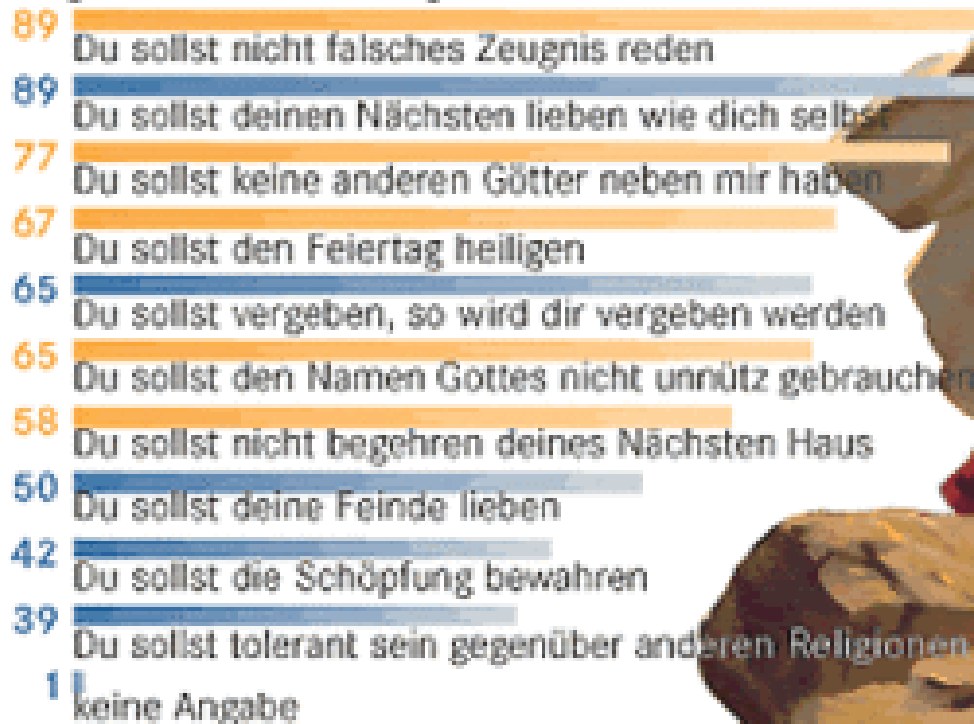 89
Du sollst nicht falsches Zeugnis reden
89
Du sollst deinen Nächsten lieben wie dich selbst
77
Du sollst keine anderen Götter neben mir haben
67
Du sollst den Feiertag heiligen
65
Du sollst vergeben, so wird dir vergeben werden
65
Du sollst den Namen Gottes nicht unnütz gebrauchen
58
Du sollst nicht begehren deines Nächsten Haus
50
Du sollst deine Feinde lieben
42
Du sollst die Schöpfung bewahren
39
Du sollst tolerant sein gegenüber anderen Religionen
1
keine Angabe